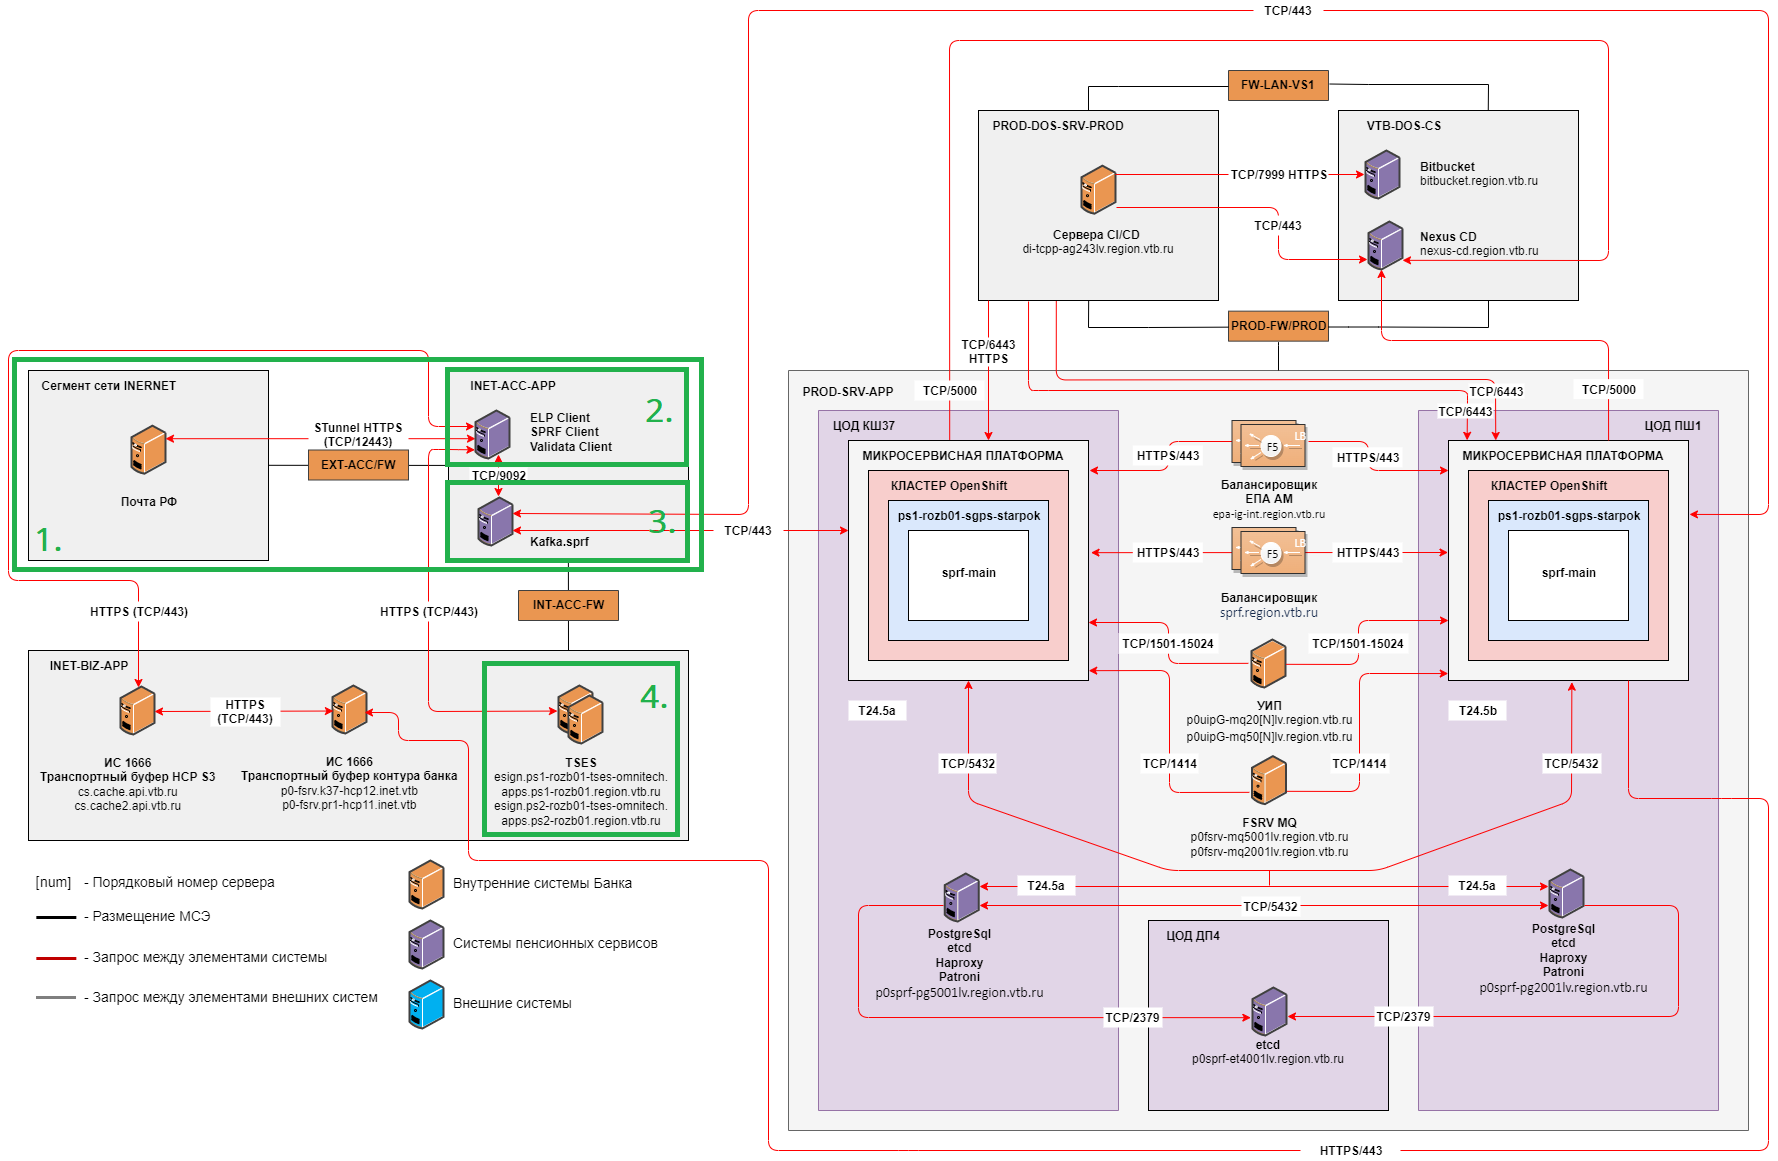 TCP/443
FW-LAN-VS1
PROD-DOS-SRV-PROD
VTB-DOS-CS
TCP/7999 HTTPS
Bitbucket
bitbucket.region.vtb.ru
TCP/443
Сервера CI/CD
di-tcpp-ag243lv.region.vtb.ru
Nexus CD
nexus-cd.region.vtb.ru
PROD-FW/PROD
TCP/6443
HTTPS
TCP/5000
TCP/6443
TCP/6443
TCP/5000
Сегмент сети INERNET
INET-ACC-APP
2.
ELP Client
SPRF Client
Validata Client
STunnel HTTPS
(TCP/12443)
EXT-ACC/FW
TCP/9092
Почта РФ
1.
3.
Kafka.sprf
TCP/443
PROD-SRV-APP
ЦОД КШ37
ЦОД ПШ1
МИКРОСЕРВИСНАЯ ПЛАТФОРМА
КЛАСТЕР OpenShift
ps1-rozb01-sgps-starpok
sprf-main
МИКРОСЕРВИСНАЯ ПЛАТФОРМА
КЛАСТЕР OpenShift
ps1-rozb01-sgps-starpok
sprf-main
HTTPS/443
LB
F5
HTTPS/443
Балансировщик
ЕПА АМ
epa-ig-int.region.vtb.ru
HTTPS/443
LB
F5
HTTPS/443
Балансировщик
sprf.region.vtb.ru
TCP/1501-15024
TCP/1501-15024
УИП
p0uipG-mq20[N]lv.region.vtb.ru
p0uipG-mq50[N]lv.region.vtb.ru
T24.5a
T24.5b
TCP/5432
TCP/1414
TCP/1414
TCP/5432
FSRV MQ
p0fsrv-mq5001lv.region.vtb.ru
p0fsrv-mq2001lv.region.vtb.ru
HTTPS (TCP/443)
HTTPS (TCP/443)
INT-ACC-FW
INET-BIZ-APP
4.
HTTPS
(TCP/443)
ИС 1666
Транспортный буфер HCP S3
cs.cache.api.vtb.ru
cs.cache2.api.vtb.ru
ИС 1666
Транспортный буфер контура банка
p0-fsrv.k37-hcp12.inet.vtb
p0-fsrv.pr1-hcp11.inet.vtb
TSES
esign.ps1-rozb01-tses-omnitech.
apps.ps1-rozb01.region.vtb.ru
esign.ps2-rozb01-tses-omnitech.
apps.ps2-rozb01.region.vtb.ru
T24.5a
T24.5a
TCP/5432
PostgreSql
etcd
Haproxy
Patroni
p0sprf-pg5001lv.region.vtb.ru
ЦОД ДП4
PostgreSql
etcd
Haproxy
Patroni
p0sprf-pg2001lv.region.vtb.ru
TCP/2379
TCP/2379
etcd
p0sprf-et4001lv.region.vtb.ru
HTTPS/443
[num] - Порядковый номер сервера
- Размещение МСЭ
- Запрос между элементами системы
- Запрос между элементами внешних систем
Внутренние системы Банка
Системы пенсионных сервисов
Внешние системы